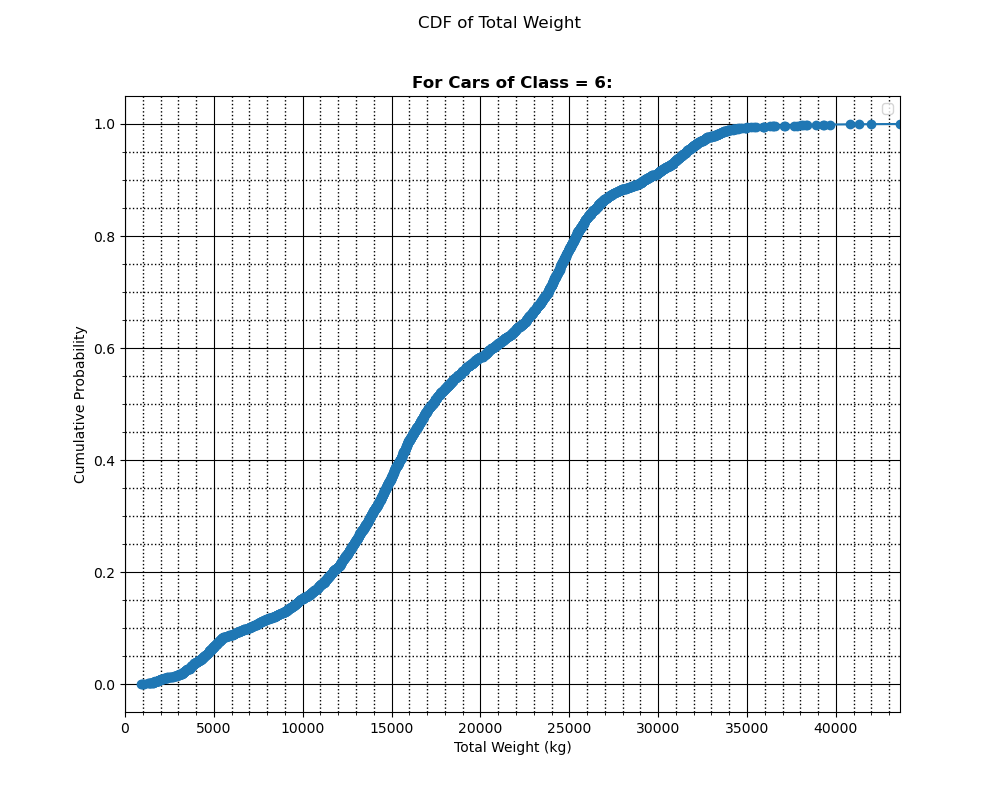 CDF of Total Weight
For Cars of Class = 6:
1.0
0.8
0.6
0.4
0.2
0.0
Cumulative Probability
0 5000 10000 15000 20000 25000 30000 35000 40000
Total Weight (kg)